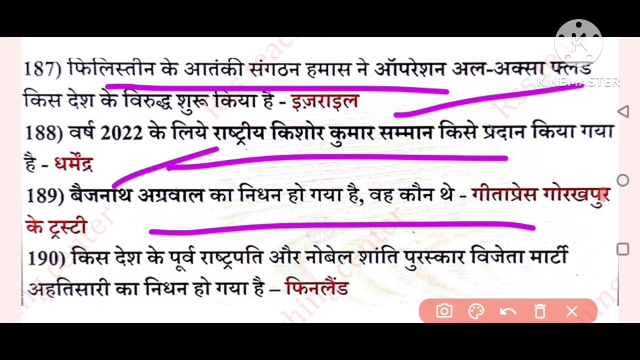 187) फिलिस्तीन के आतंकी संगठन हमास ने ऑपरेशन अल-अक्सा फ्लड
किस देश के विरुद्ध शुरू किया है - इज़राइल
188) वर्ष 2022 के लिये राष्ट्रीय किशोर कुमार सम्मान किसे प्रदान किया गया
है - धर्मेंद्र
189) बैजनाथ अग्रवाल का निधन हो गया है, वह कौन थे - गीताप्रेस गोरखपुर
के ट्रस्टी
190) किस देश के पूर्व राष्ट्रपति और नोबेल शांति पुरस्कार विजेता मार्टी
अहतिसारी का निधन हो गया है – फिनलैंड
KINEMASTER